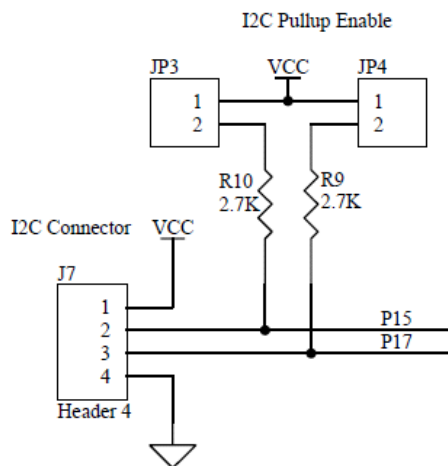 I2C Pullup Enable
JP3 VCC JP4
1 1
2 2
R10 R9
2.7K 2.7K
I2C Connector VCC
J7
1
2 P15
3 P17
4
Header 4